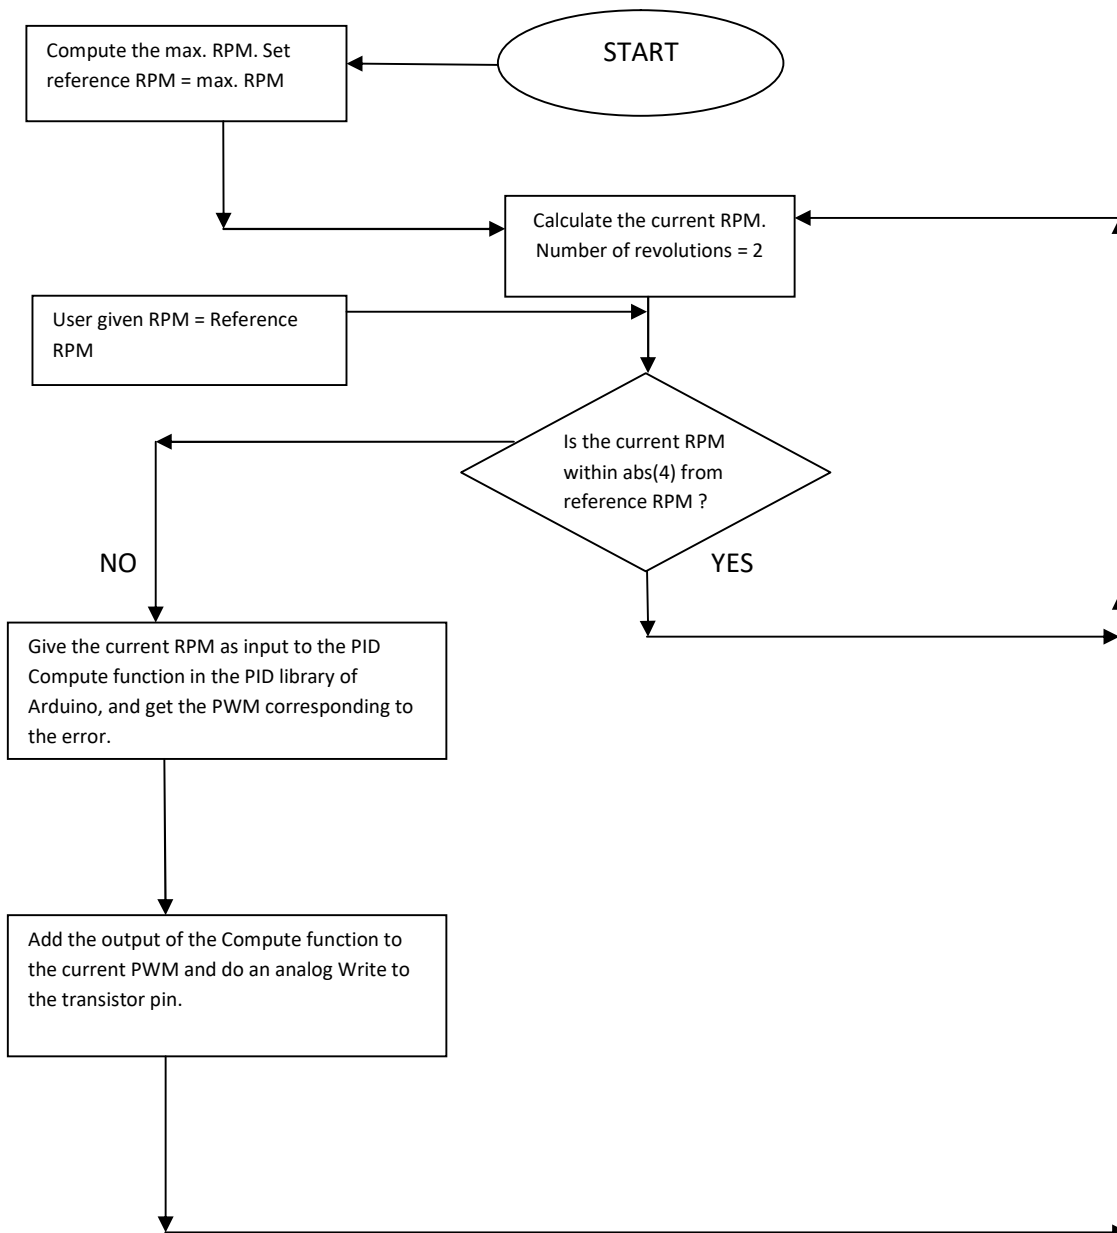 START
Compute the max. RPM. Set
reference RPM = max. RPM
Calculate the current RPM.
Number of revolutions = 2
User given RPM = Reference
RPM
Is the current RPM
within abs(4) from
reference RPM ?
NO
YES
Give the current RPM as input to the PID
Compute function in the PID library of
Arduino, and get the PWM corresponding to
the error.
Add the output of the Compute function to
the current PWM and do an analog Write to
the transistor pin.